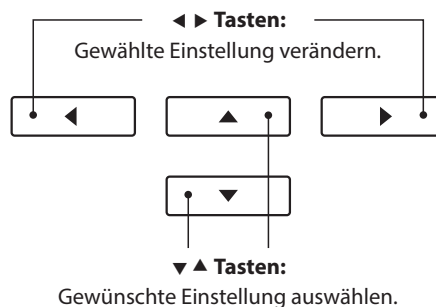 ◀ ▶ Tasten:
Gewählte Einstellung verändern.
▼ ▲ Tasten:
Gewünschte Einstellung auswählen.